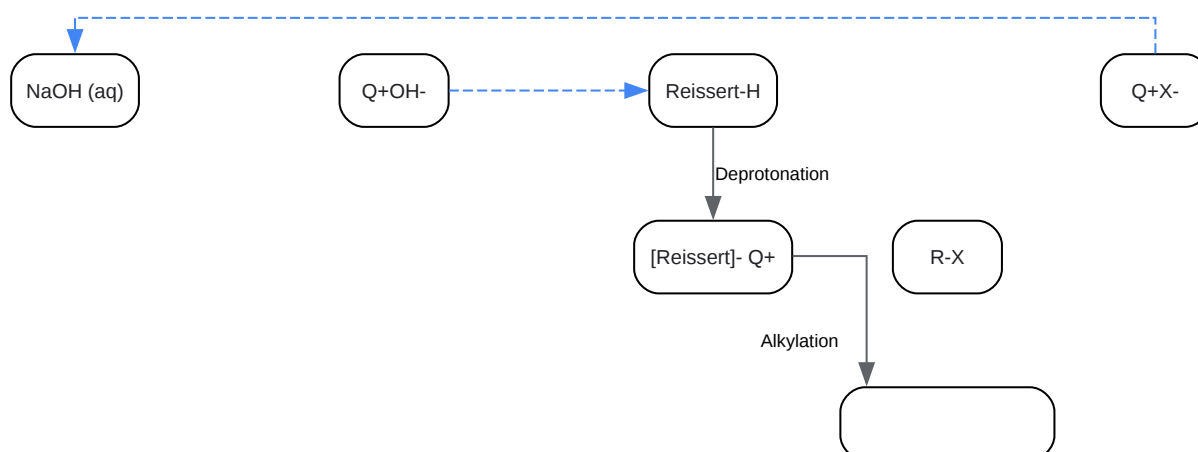 NaOH (aq)
Q+OH-
Reissert-H
Q+X-
Deprotonation
[Reissert]- Q+
R-X
Alkylation